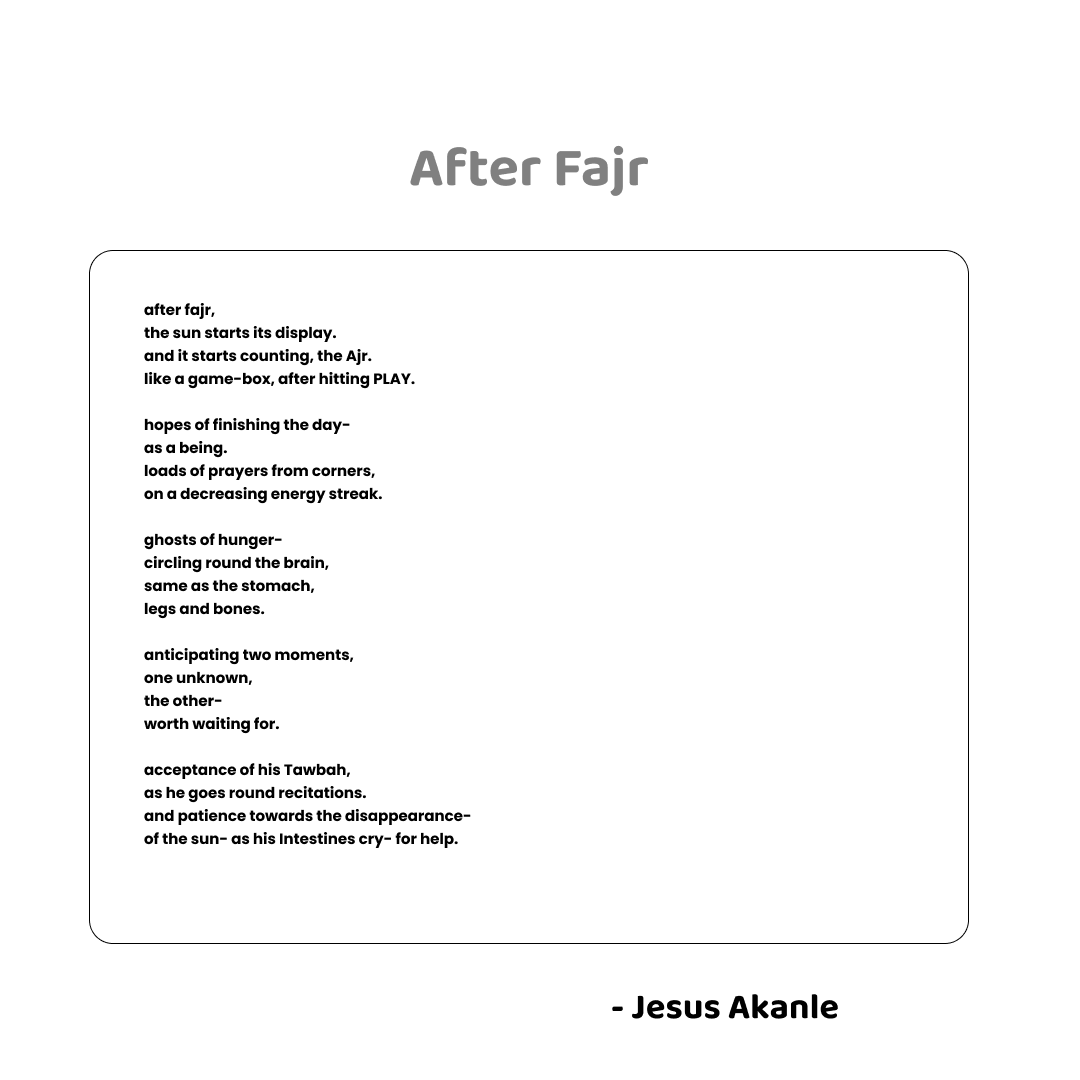 After Fajr
after fajr,
the sun starts its display.
and it starts counting, the Ajr.
like a game-box, after hitting PLAY.
hopes of finishing the day-
as a being.
loads of prayers from corners,
on a decreasing energy streak.
ghosts of hunger-
circling round the brain,
same as the stomach,
legs and bones.
anticipating two moments,
one unknown,
the other-
worth waiting for.
acceptance of his Tawbah,
as he goes round recitations.
and patience towards the disappearance-
of the sun- as his Intestines cry- for help.
- Jesus Akanle